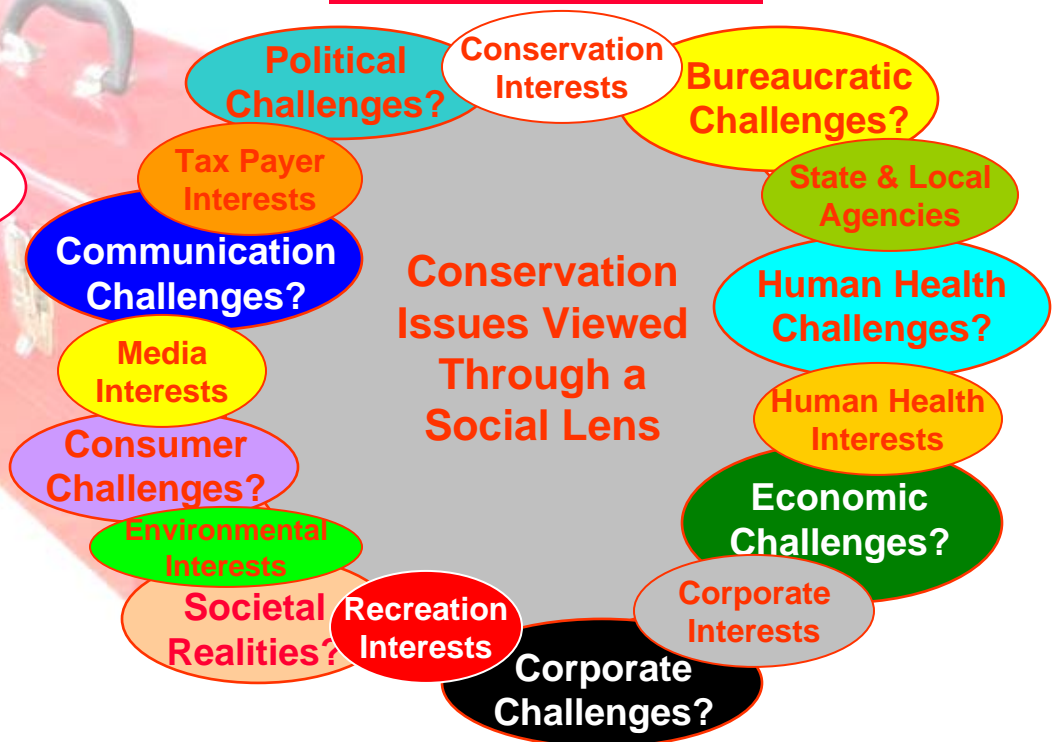 Political
Challenges?
Conservation
Interests
Bureaucratic
Challenges?
Tax Payer
Interests
State & Local
Agencies
Communication
Challenges?
Conservation
Issues Viewed
Through a
Social Lens
Human Health
Challenges?
Media
Interests
Human Health
Interests
Consumer
Challenges?
Economic
Challenges?
Environmental
Interests
Societal
Realities?
Recreation
Interests
Corporate
Interests
Corporate
Challenges?